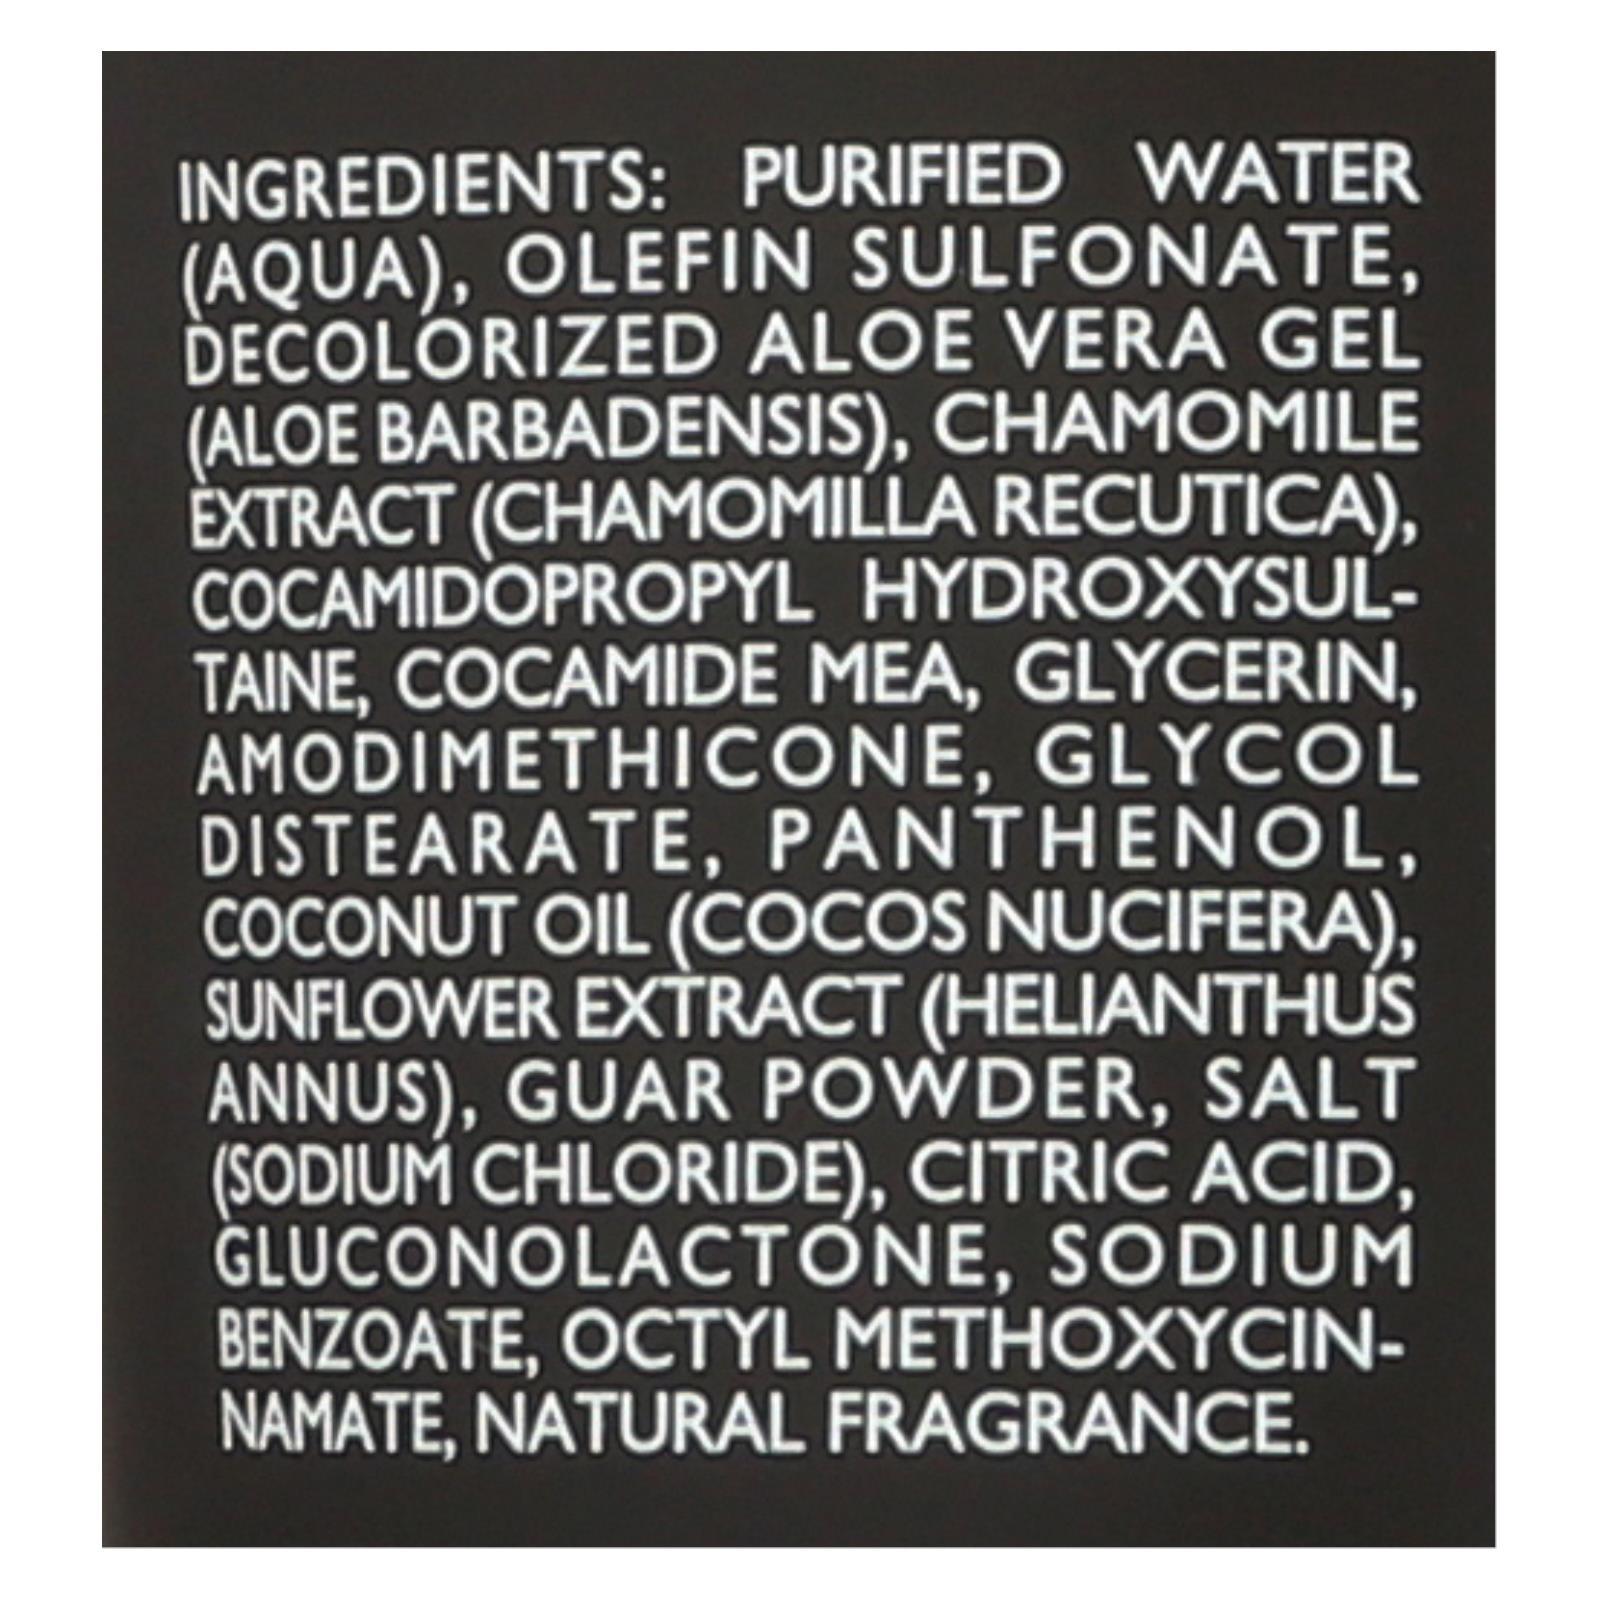 INGREDIENTS: PURIFIED WATER
(AQUA), OLEFIN SULFONATE,
DECOLORIZED ALOE VERA GEL
(ALOE BARBADENSIS), CHAMOMILE
EXTRACT (CHAMOMILLA RECUTICA),
COCAMIDOPROPYL HYDROXYSUL-
TAINE, COCAMIDE MEA, GLYCERIN,
AMODIMETHICONE, GLYCOL
DISTEARATE, PANTHENOL,
COCONUT OIL (COCOS NUCIFERA),
SUNFLOWER EXTRACT (HELIANTHUS
ANNUS), GUAR POWDER, SALT
(SODIUM CHLORIDE), CITRIC ACID,
GLUCONOLACTONE, SODIUM
BENZOATE, OCTYL METHOXYCIN-
NAMATE, NATURAL FRAGRANCE.